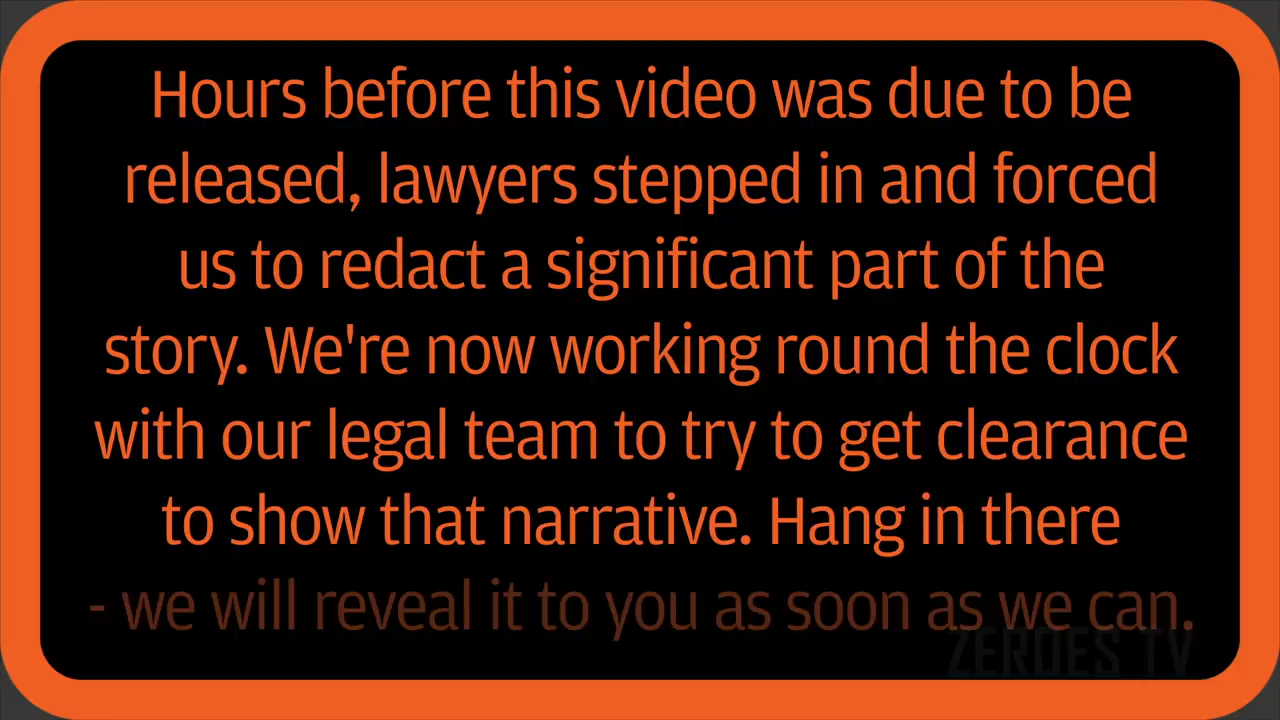 Hours before this video was due to be
released, lawyers stepped in and forced
us to redact a significant part of the
story. We're now working round the clock
with our legal team to try to get clearance
to show that narrative. Hang in there
- we will reveal it to you as soon as we can.
ZEROES TV